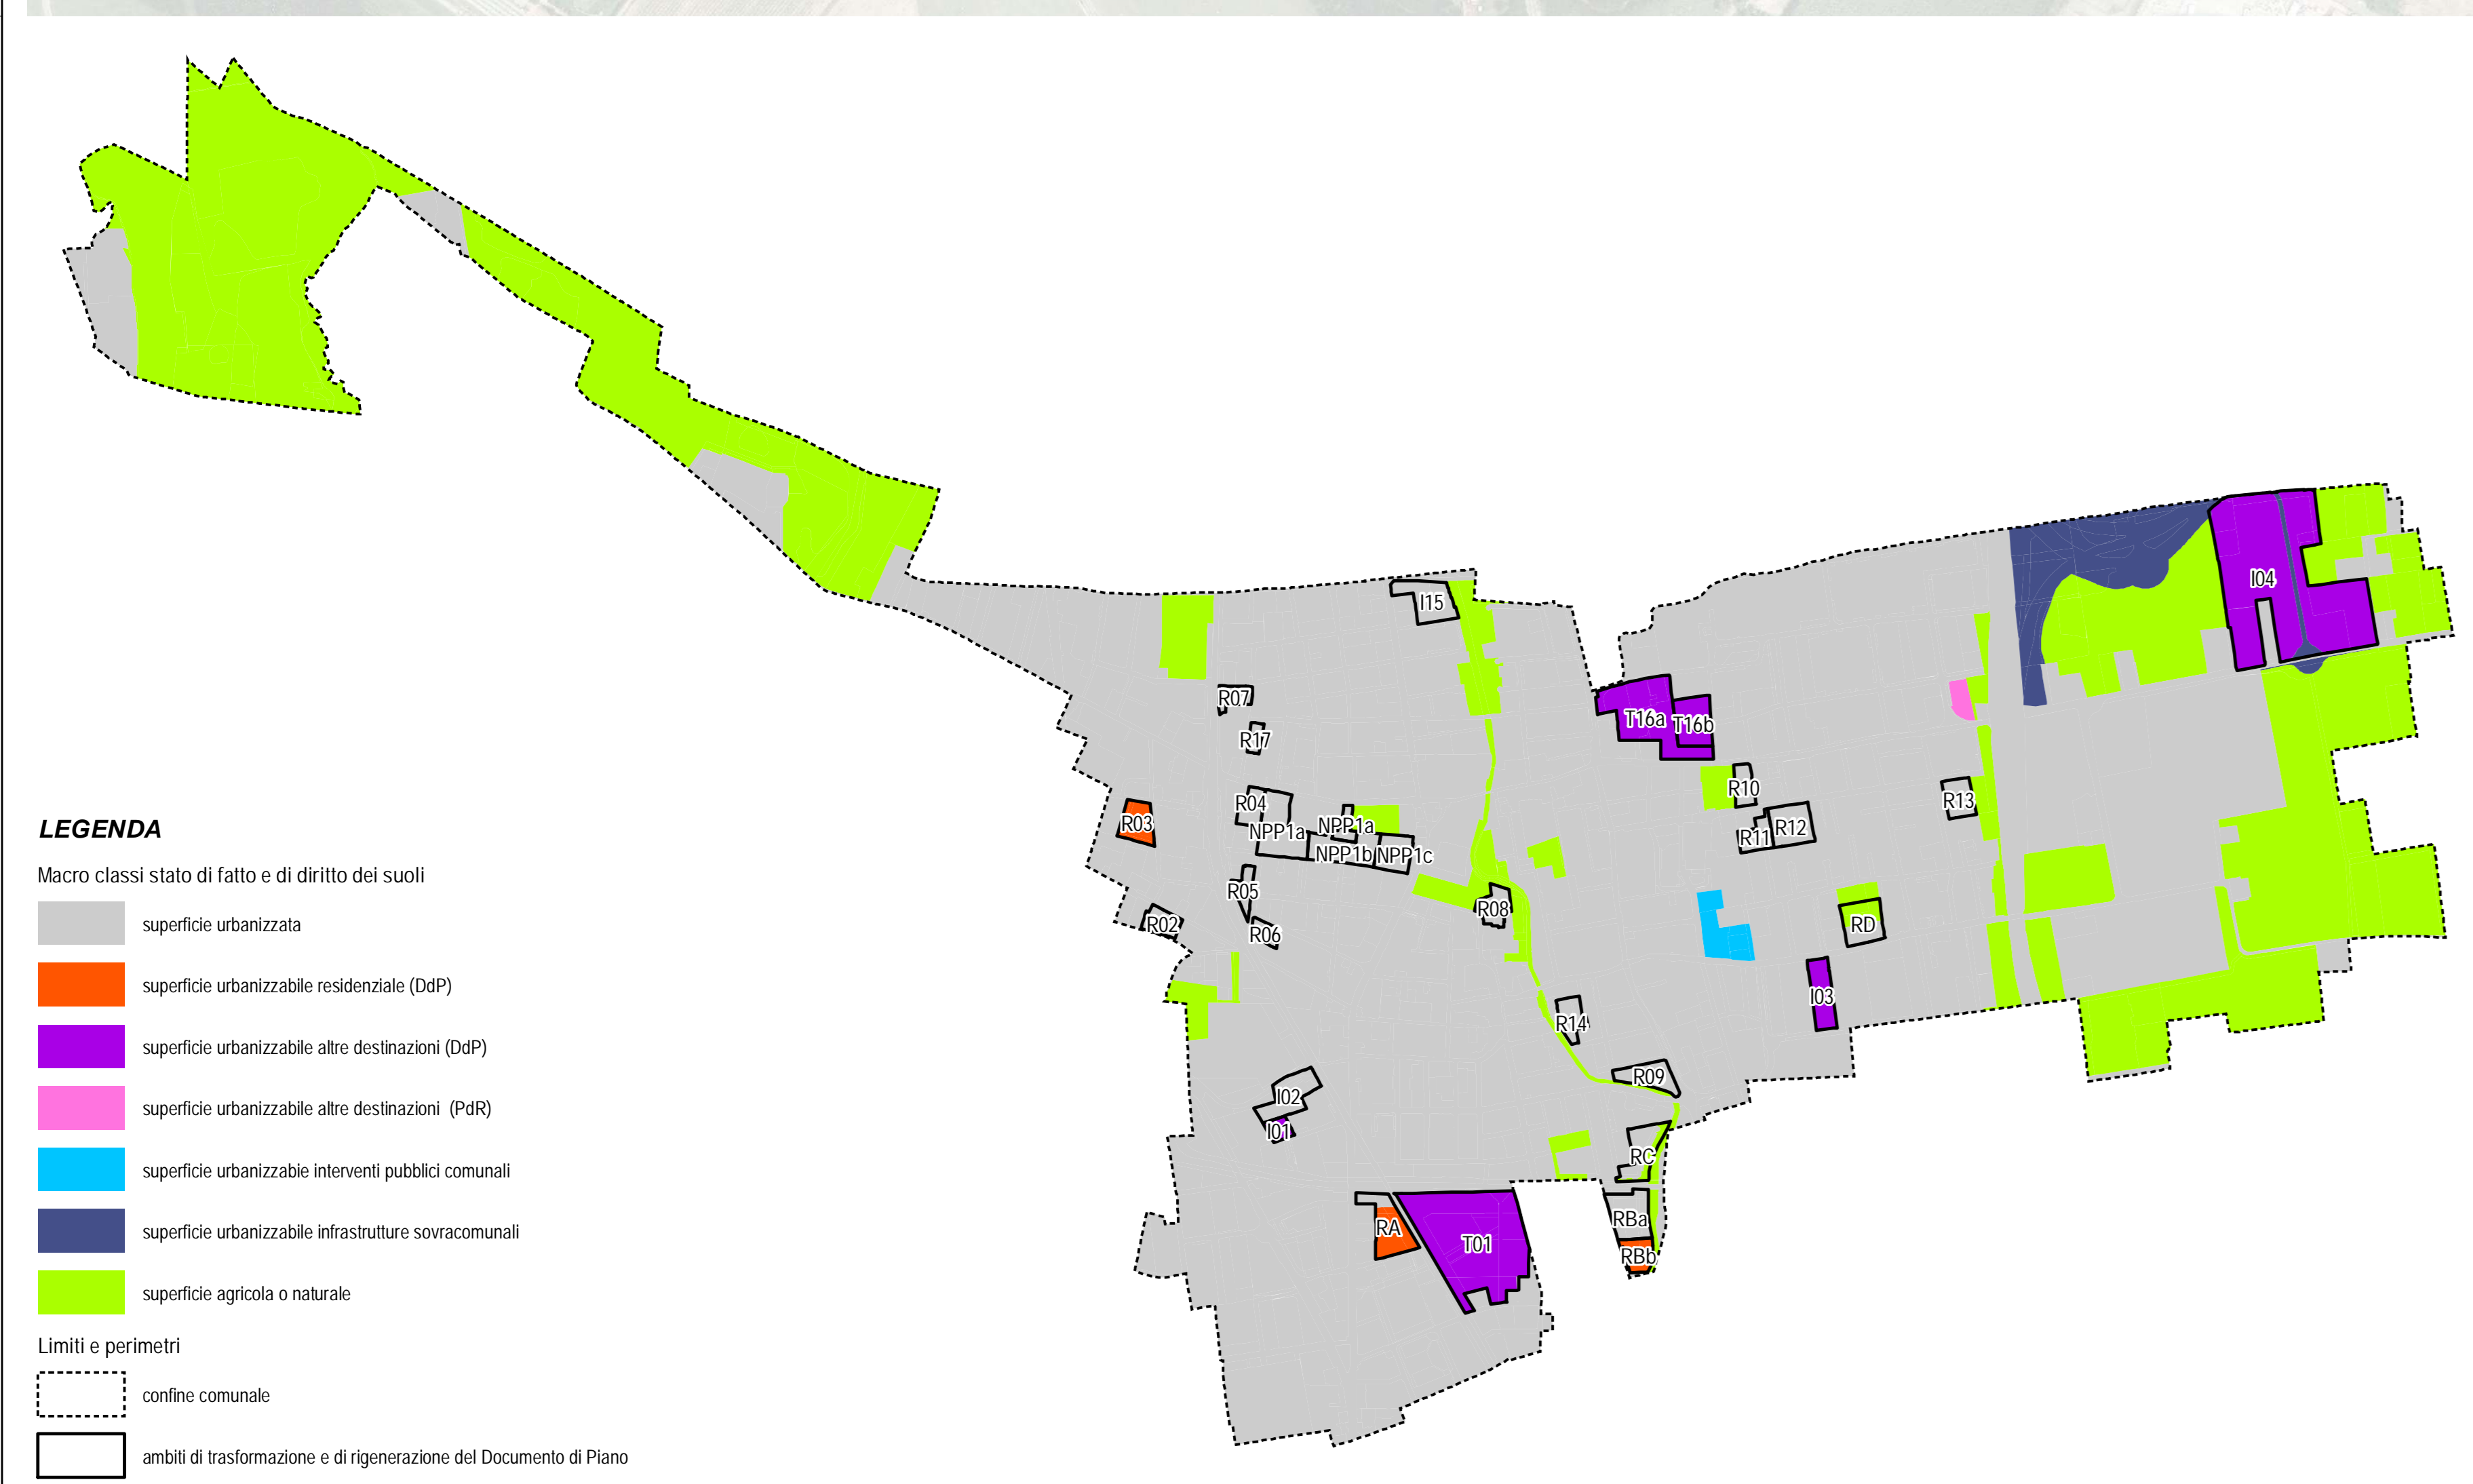 I04
I15
R07
T16a
T16b
R17
R10
R04
R13
R03
NPP1a
NPP1a
R11
R12
NPP1b
NPP1c
R05
R08
R02
R06
RD
I03
R14
R09
I02
I01
RC
RBa
RA
T01
RBb
LEGENDA
Macro classi stato di fatto e di diritto dei suoli
superficie urbanizzata
superficie urbanizzabile residenziale (DdP)
superficie urbanizzabile altre destinazioni (DdP)
superficie urbanizzabile altre destinazioni (PdR)
superficie urbanizzabie interventi pubblici comunali
superficie urbanizzabile infrastrutture sovracomunali
superficie agricola o naturale
Limiti e perimetri
confine comunale
ambiti di trasformazione e di rigenerazione del Documento di Piano